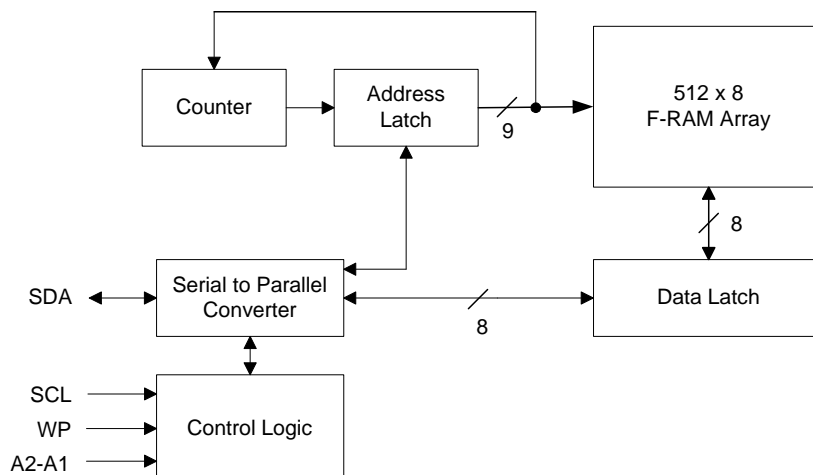 Counter
Address
Latch
9
512 x 8
F-RAM Array
8
SDA
Serial to Parallel
Converter
8
Data Latch
SCL
WP
A2-A1
Control Logic